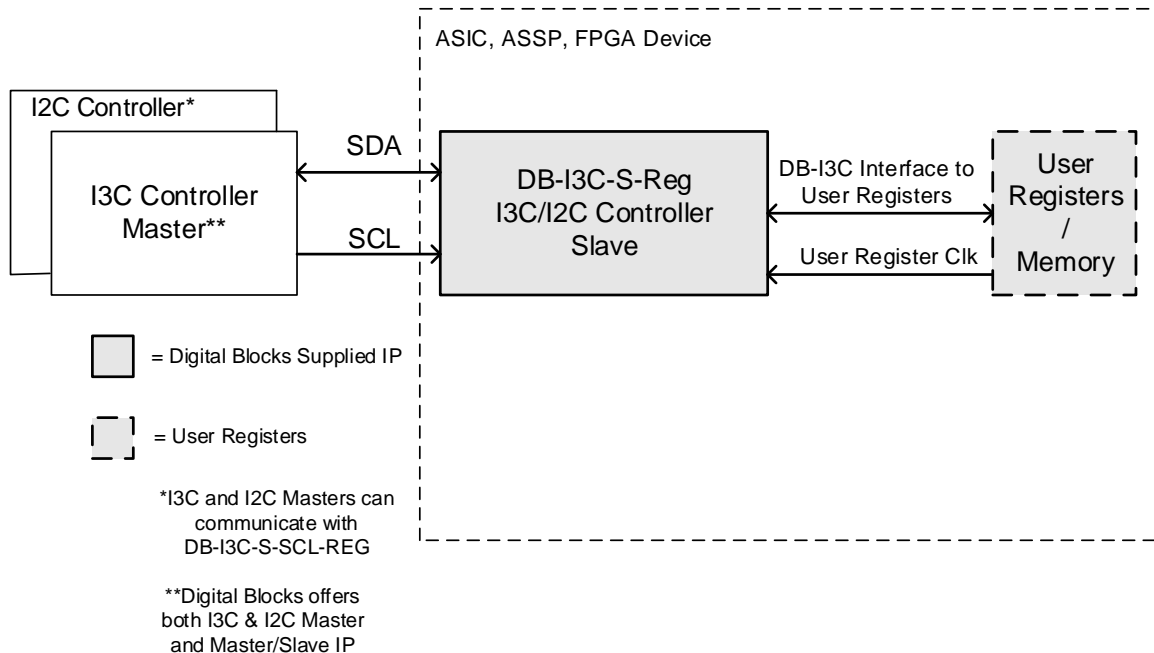 ASIC, ASSP, FPGA Device
I2C Controller*
I3C Controller
Master**
SDA
SCL
DB-I3C-S-Reg
I3C/I2C Controller
Slave
DB-I3C Interface to
User Registers
User Register Clk
User
Registers
/
Memory
= Digital Blocks Supplied IP
= User Registers
*I3C and I2C Masters can
communicate with
DB-I3C-S-SCL-REG
**Digital Blocks offers
both I3C & I2C Master
and Master/Slave IP